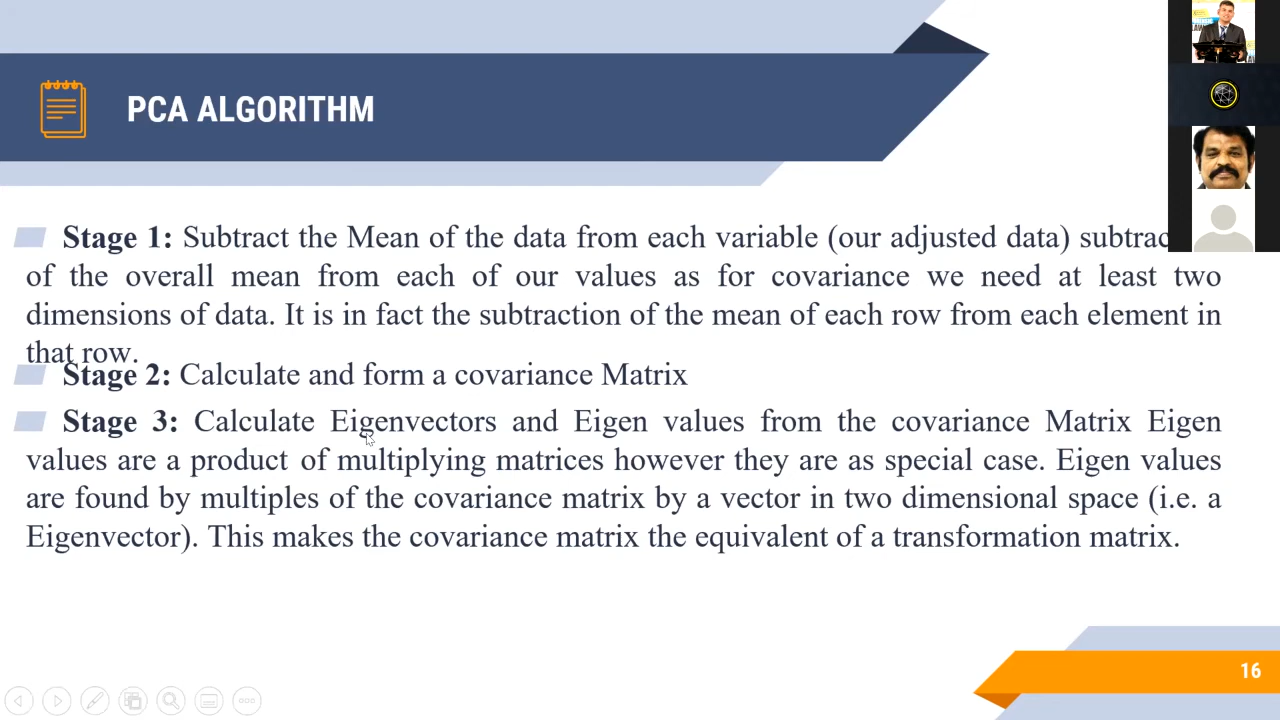 PCA ALGORITHM
Stage 1: Subtract the Mean of the data from each variable (our adjusted data)
of the overall mean from each of our values as for covariance we need at least two
dimensions of data. It is in fact the subtraction of the mean of each row from each element in
that row.
Stage 2: Calculate and form a covariance Matrix
Stage 3: Calculate Eigenvectors and Eigen values from the covariance Matrix Eigen
values are a product of multiplying matrices however they are as special case. Eigen values
are found by multiples of the covariance matrix by a vector in two dimensional space (i.e. a
Eigenvector). This makes the covariance matrix the equivalent of a transformation matrix.
16